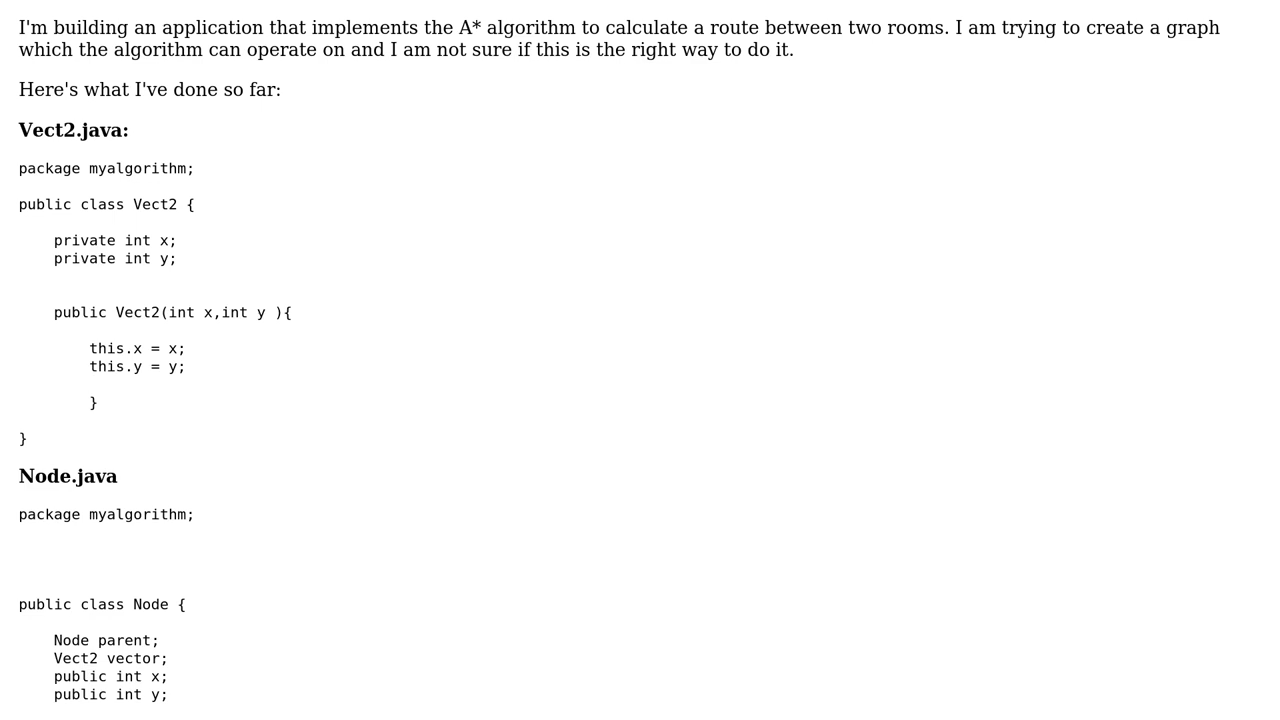 I'm building an application that implements the A* algorithm to calculate a route between two rooms. I am trying to create a graph
which the algorithm can operate on and I am not sure if this is the right way to do it.
Here's what I've done so far:
Vect2.java:
package myalgorithm;
public class Vect2 {
private int x;
private int y;
public Vect2(int x,int y ){
this.x = x;
this.y = y;
}
}
Node.java
package myalgorithm;
public class Node {
Node parent;
Vect2 vector;
public int x;
public int y;